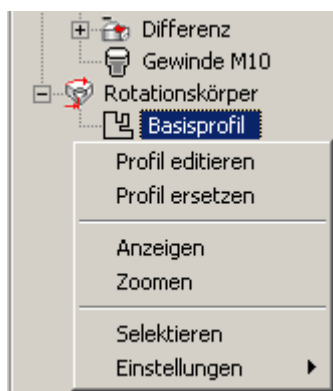 Differenz
Gewinde M10
Rotationskörper
Basisprofil
Profil editieren
Profil ersetzen
Anzeigen
Zoomen
Selektieren
Einstellungen